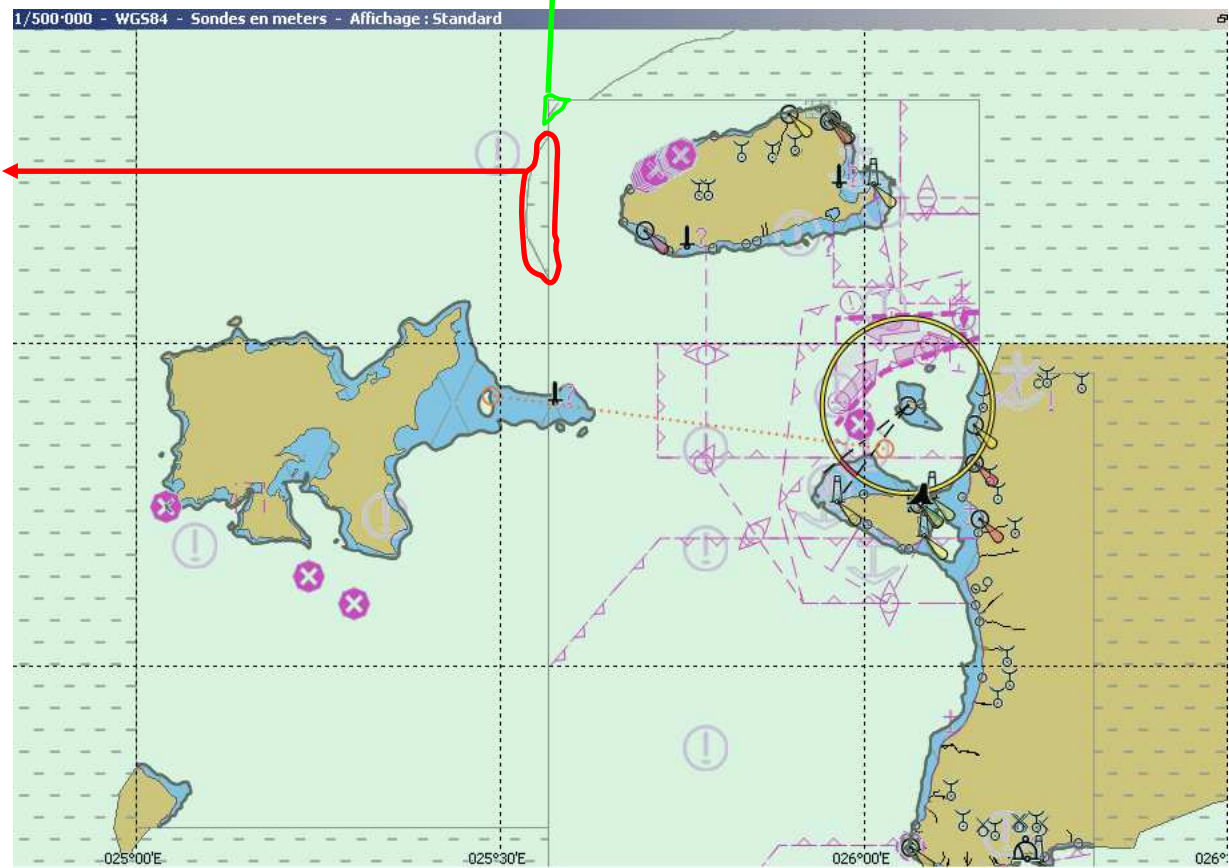 1/500·000 - WGS84 - Sondes en meters - Affichage : Standard
025°00'E
025°30'E
026°00'E
026°